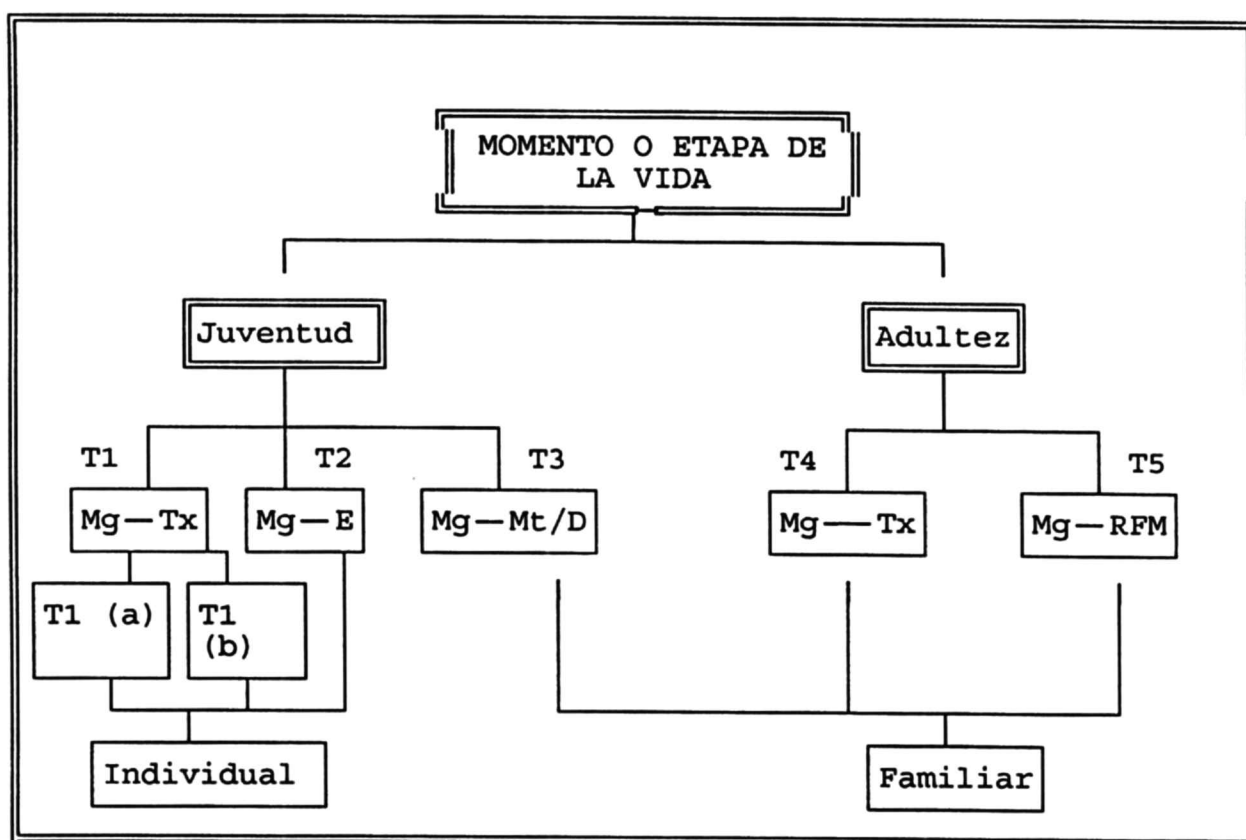 MOMENTO O ETAPA DE
LA VIDA
Juventud
Adultez
T1
T2
T3
T4
T5
Mg—Tx
Mg—E
Mg—Mt/D
Mg—Tx
Mg—RFM
T1 (a)
T1
(b)
Individual
Familiar